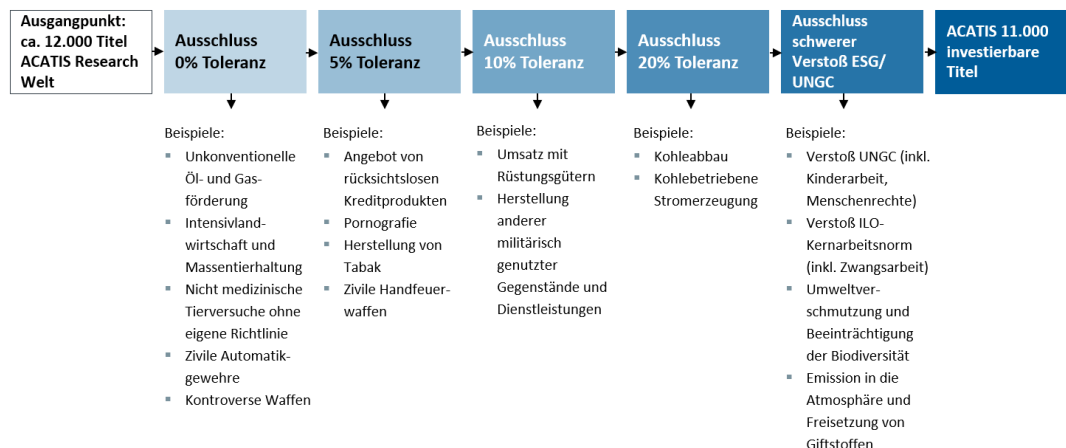 Ausgangpunkt:
ca. 12.000 Titel
ACATIS Research
Welt
Ausschluss
0% Toleranz
Ausschluss
5% Toleranz
Ausschluss
10% Toleranz
Ausschluss
20% Toleranz
Ausschluss
schwerer
Verstoß ESG/
UNGC
ACATIS 11.000
investierbare
Titel
Beispiele:
Unkonventionelle
Öl- und Gas-
förderung
Intensivland-
wirtschaft und
Massentierhaltung
Nicht medizinische
Tierversuche ohne
eigene Richtlinie
Zivile Automatik-
gewehre
Kontroverse Waffen
Beispiele:
Angebot von
rücksichtslosen
Kreditprodukten
Pornografie
Herstellung von
Tabak
Zivile Handfeuer-
waffen
Beispiele:
Umsatz mit
Rüstungsgütern
Herstellung
anderer
militärisch
genutzter
Gegenstände und
Dienstleistungen
Beispiele:
Kohleabbau
Kohlebetriebene
Stromerzeugung
Beispiele:
Verstoß UNGC (inkl.
Kinderarbeit,
Menschenrechte)
Verstoß ILO-
Kernarbeitsnorm
(inkl. Zwangsarbeit)
Umweltver-
schmutzung und
Beeinträchtigung
der Biodiversität
Emission in die
Atmosphäre und
Freisetzung von
Giftstoffen